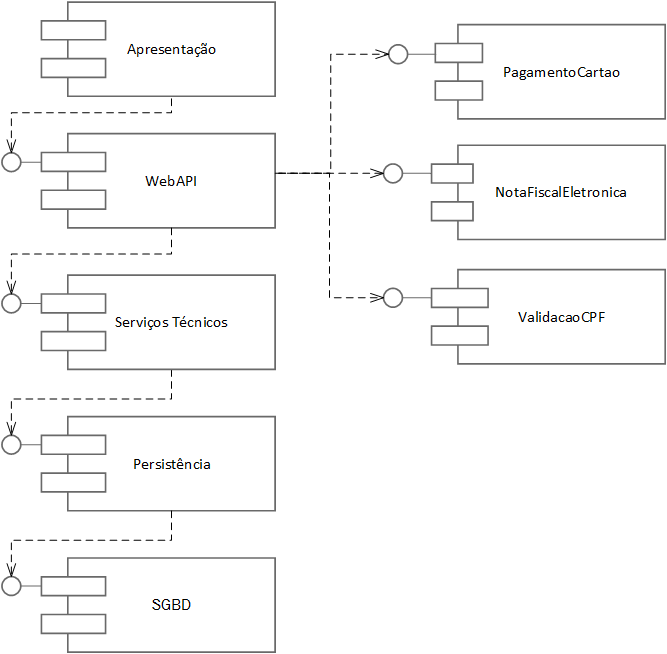 Apresentação
WebAPI
Serviços Técnicos
Persistência
SGBD
PagamentoCartao
NotaFiscalEletronica
ValidacaoCPF